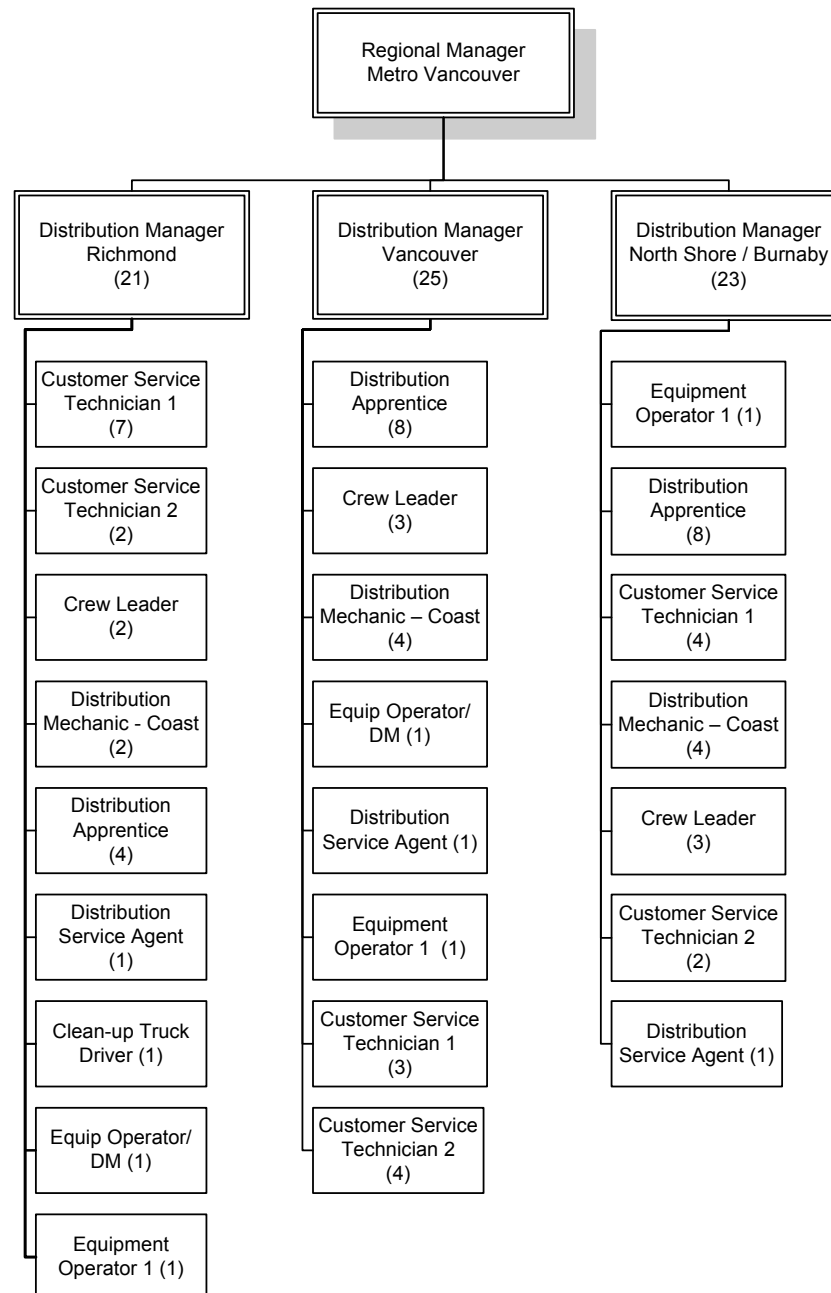 Regional Manager
Metro Vancouver
Distribution Manager
Richmond
(21)
Customer Service
Technician 1
(7)
Customer Service
Technician 2
(2)
Crew Leader
(2)
Distribution
Mechanic - Coast
(2)
Distribution
Apprentice
(4)
Distribution
Service Agent
(1)
Clean-up Truck
Driver (1)
Equip Operator/
DM (1)
Equipment
Operator 1 (1)
Distribution Manager
Vancouver
(25)
Distribution
Apprentice
(8)
Crew Leader
(3)
Distribution
Mechanic – Coast
(4)
Equip Operator/
DM (1)
Distribution
Service Agent (1)
Equipment
Operator 1 (1)
Customer Service
Technician 1
(3)
Customer Service
Technician 2
(4)
Distribution Manager
North Shore / Burnaby
(23)
Equipment
Operator 1 (1)
Distribution
Apprentice
(8)
Customer Service
Technician 1
(4)
Distribution
Mechanic – Coast
(4)
Crew Leader
(3)
Customer Service
Technician 2
(2)
Distribution
Service Agent (1)